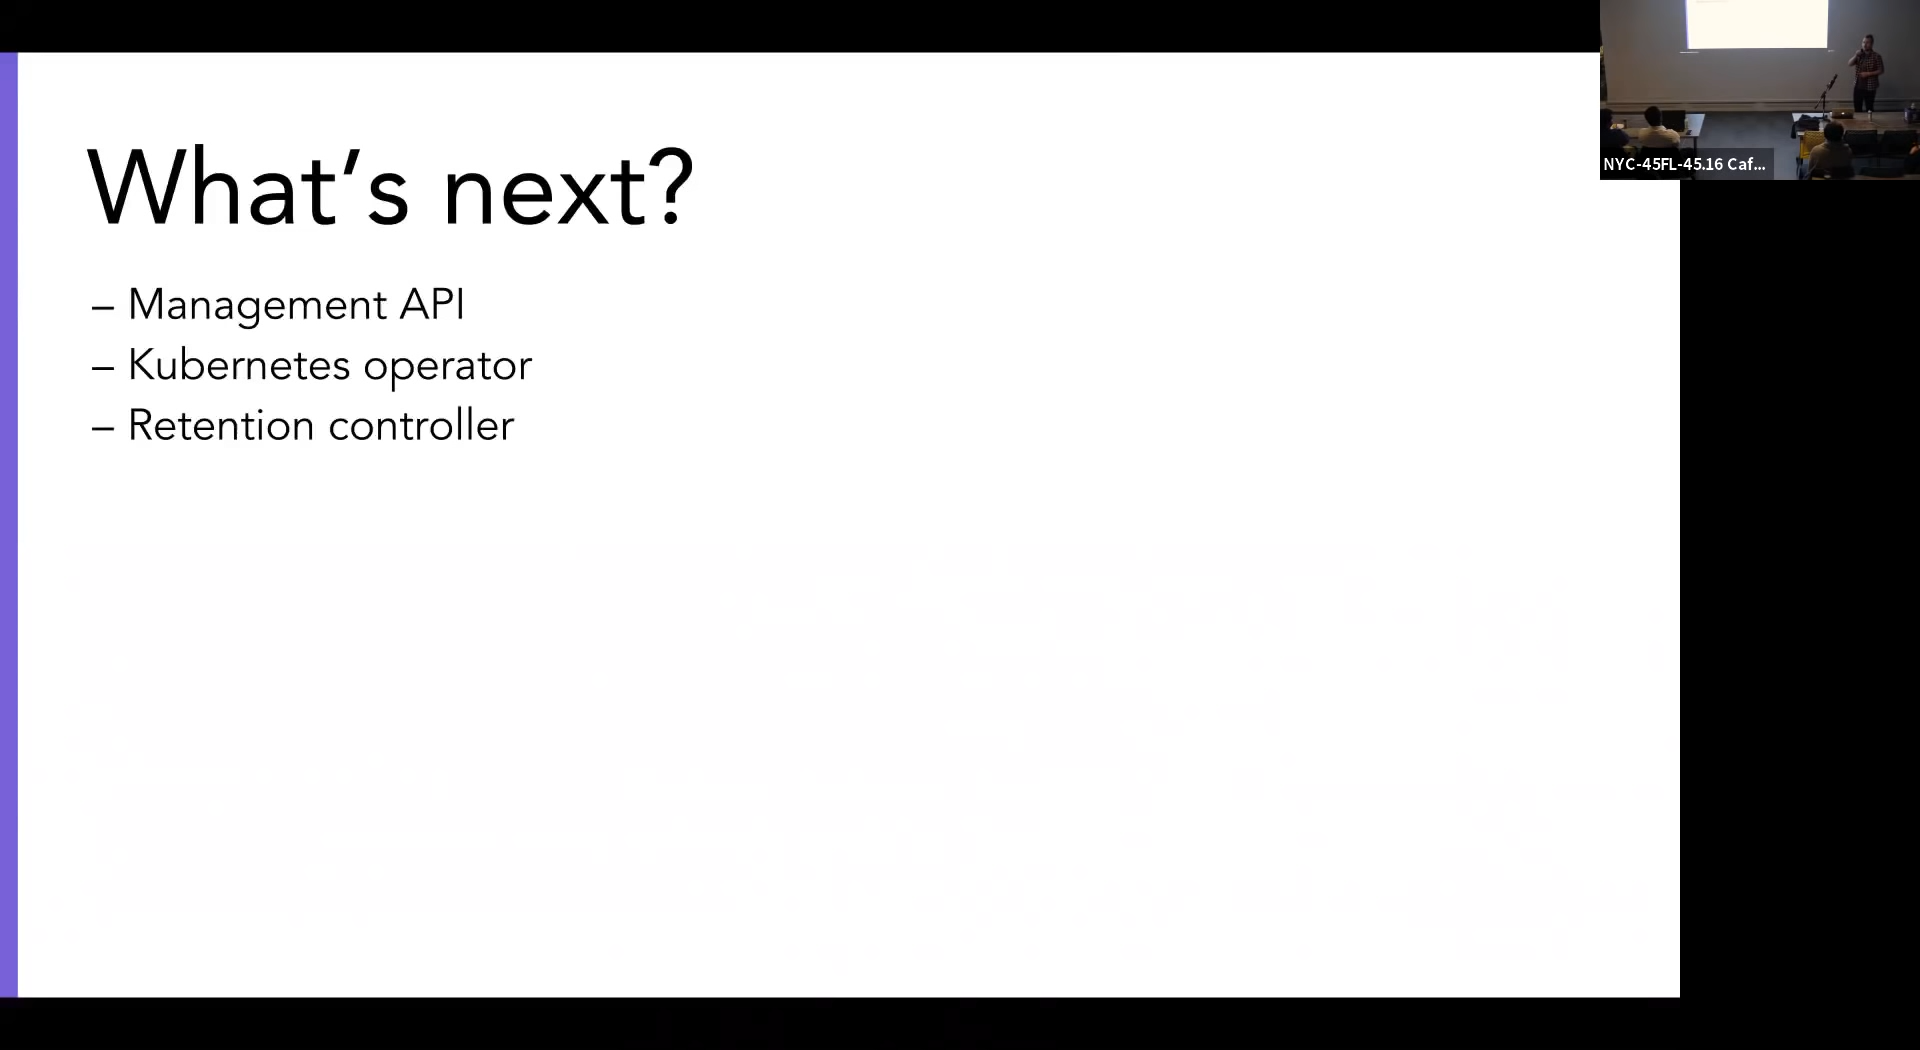 What’s next?
– Management API
– Kubernetes operator
– Retention controller
NYC-45FL-45.16 Caf...